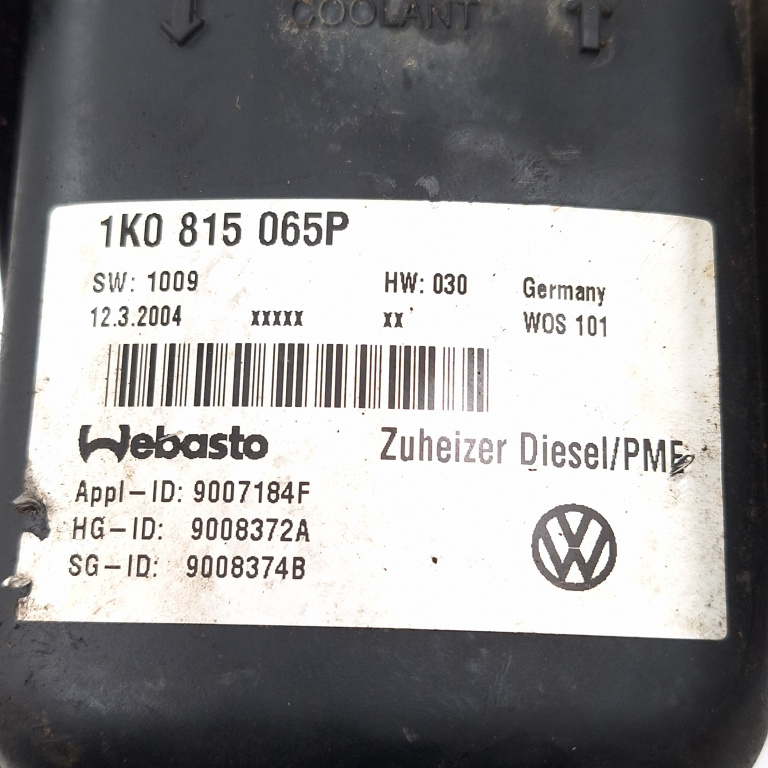 COOLANT
1K0 815 065P
SW: 1009 HW: 030 Germany
12.3.2004 xxxxx xx WOS 101
Webasto Zuheizer Diesel/PME
Appl-ID: 9007184F
HG-ID: 9008372A
SG-ID: 9008374B